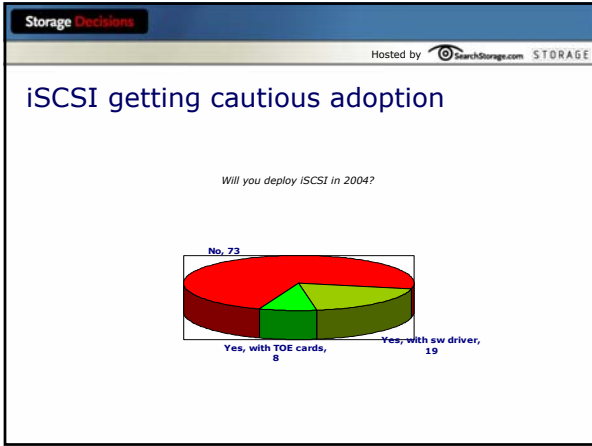 Storage Decisions
Hosted by SearchStorage.com STORAGE
iSCSI getting cautious adoption
Will you deploy iSCSI in 2004?
No, 73
Yes, with sw driver,
19
Yes, with TOE cards,
8